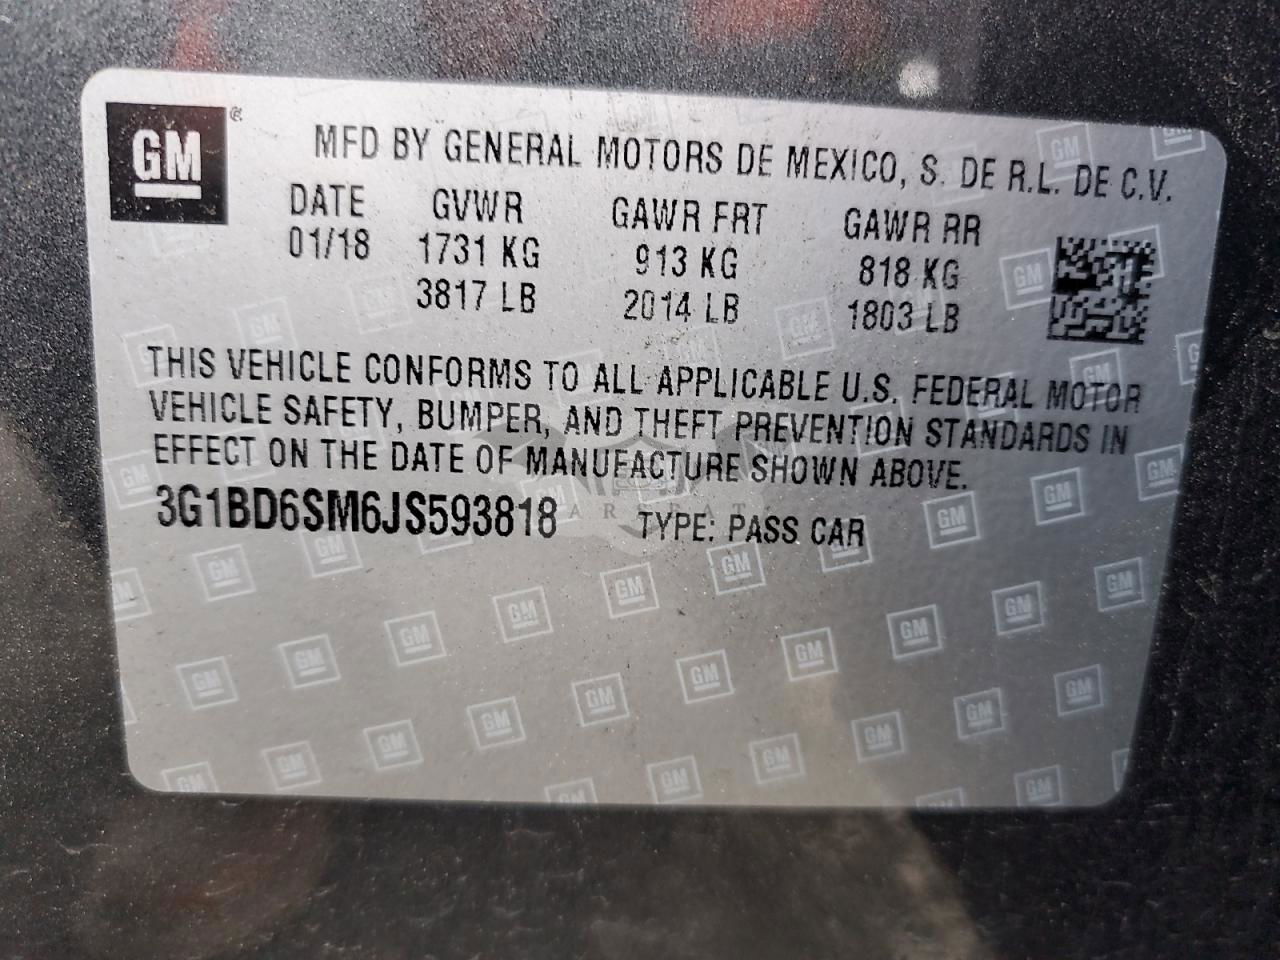 GM
MFD BY GENERAL MOTORS DE MEXICO, S. DE R.L. DE C.V.
DATE GVWR GAWR FRT GAWR RR
01/18 1731 KG 913 KG 818 KG
3817 LB 2014 LB 1803 LB
THIS VEHICLE CONFORMS TO ALL APPLICABLE U.S. FEDERAL MOTOR
VEHICLE SAFETY, BUMPER, AND THEFT PREVENTION STANDARDS IN
EFFECT ON THE DATE OF MANUFACTURE SHOWN ABOVE.
3G1BD6SM6JS593818 TYPE: PASS CAR